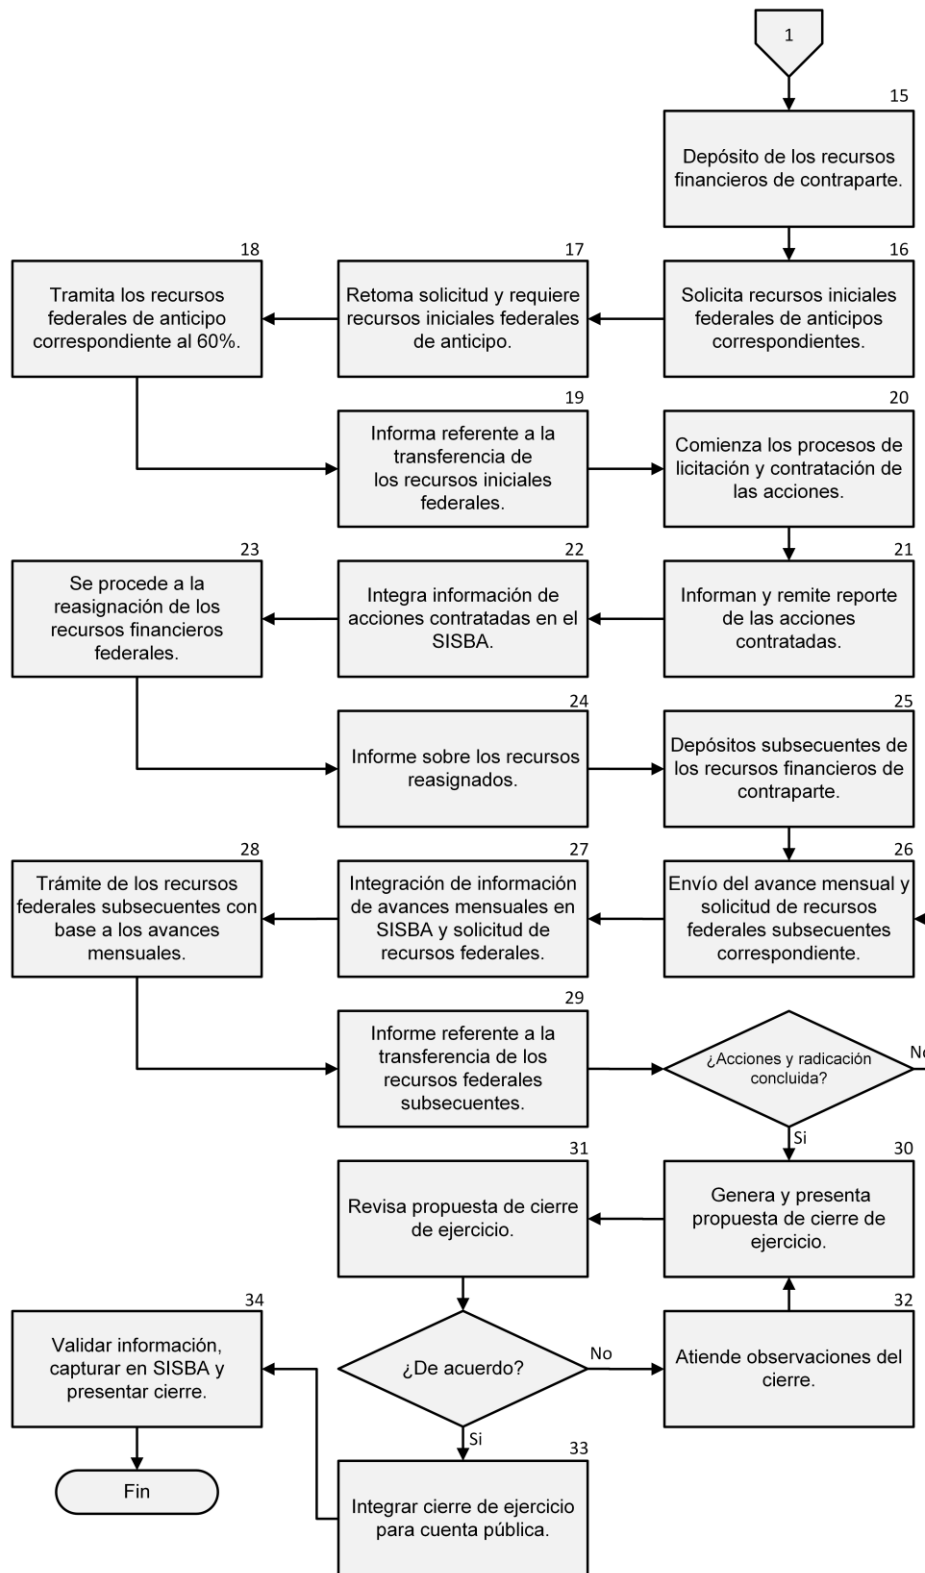 1
15
Depósito de los recursos
financieros de contraparte.
16
Solicita recursos iniciales
federales de anticipos
correspondientes.
17
Retoma solicitud y requiere
recursos iniciales federales
de anticipo.
18
Tramita los recursos
federales de anticipo
correspondiente al 60%.
19
Informa referente a la
transferencia de
los recursos iniciales
federales.
20
Comienza los procesos de
licitación y contratación de
las acciones.
21
Informan y remite reporte
de las acciones
contratadas.
22
Integra información de
acciones contratadas en el
SISBA.
23
Se procede a la
reasignación de los
recursos financieros
federales.
24
Informe sobre los recursos
reasignados.
25
Depósitos subsecuentes de
los recursos financieros de
contraparte.
26
Envío del avance mensual y
solicitud de recursos
federales subsecuentes
correspondiente.
27
Integración de información
de avances mensuales en
SISBA y solicitud de
recursos federales.
28
Trámite de los recursos
federales subsecuentes con
base a los avances
mensuales.
29
Informe referente a la
transferencia de los
recursos federales
subsecuentes.
¿Acciones y radicación
concluida?
No
Si
30
Genera y presenta
propuesta de cierre de
ejercicio.
31
Revisa propuesta de cierre
de ejercicio.
¿De acuerdo?
No
32
Atiende observaciones del
cierre.
Si
33
Integrar cierre de ejercicio
para cuenta pública.
34
Validar información,
capturar en SISBA y
presentar cierre.
Fin